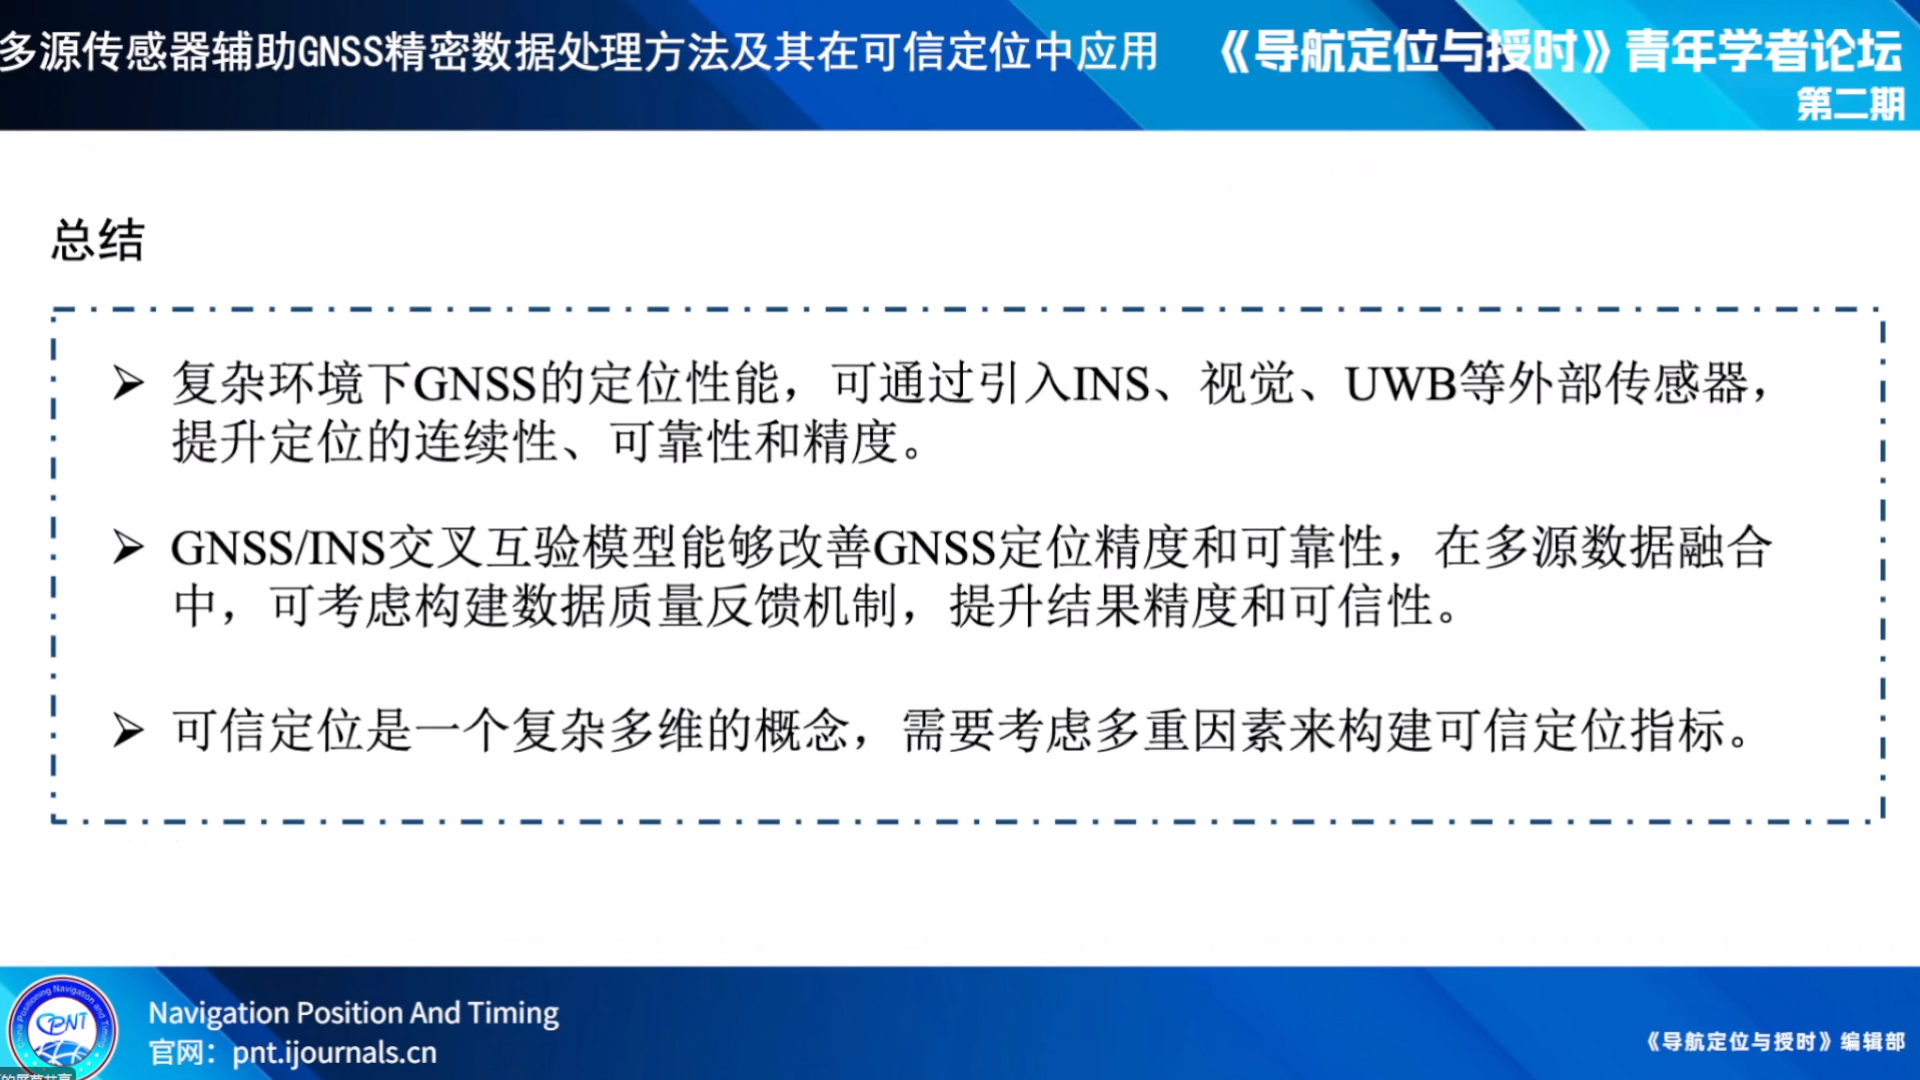 多源传感器辅助GNSS精密数据处理方法及其在可信定位中应用
《导航定位与授时》青年学者论坛
第二期
总结
➢ 复杂环境下GNSS的定位性能，可通过引入INS、视觉、UWB等外部传感器，
提升定位的连续性、可靠性和精度。
➢ GNSS/INS交叉互验模型能够改善GNSS定位精度和可靠性，在多源数据融合
中，可考虑构建数据质量反馈机制，提升结果精度和可信性。
➢ 可信定位是一个复杂多维的概念，需要考虑多重因素来构建可信定位指标。
China Positioning Navigation and Timing
CPNT
Navigation Position And Timing
官网：pnt.ijournals.cn
《导航定位与授时》编辑部